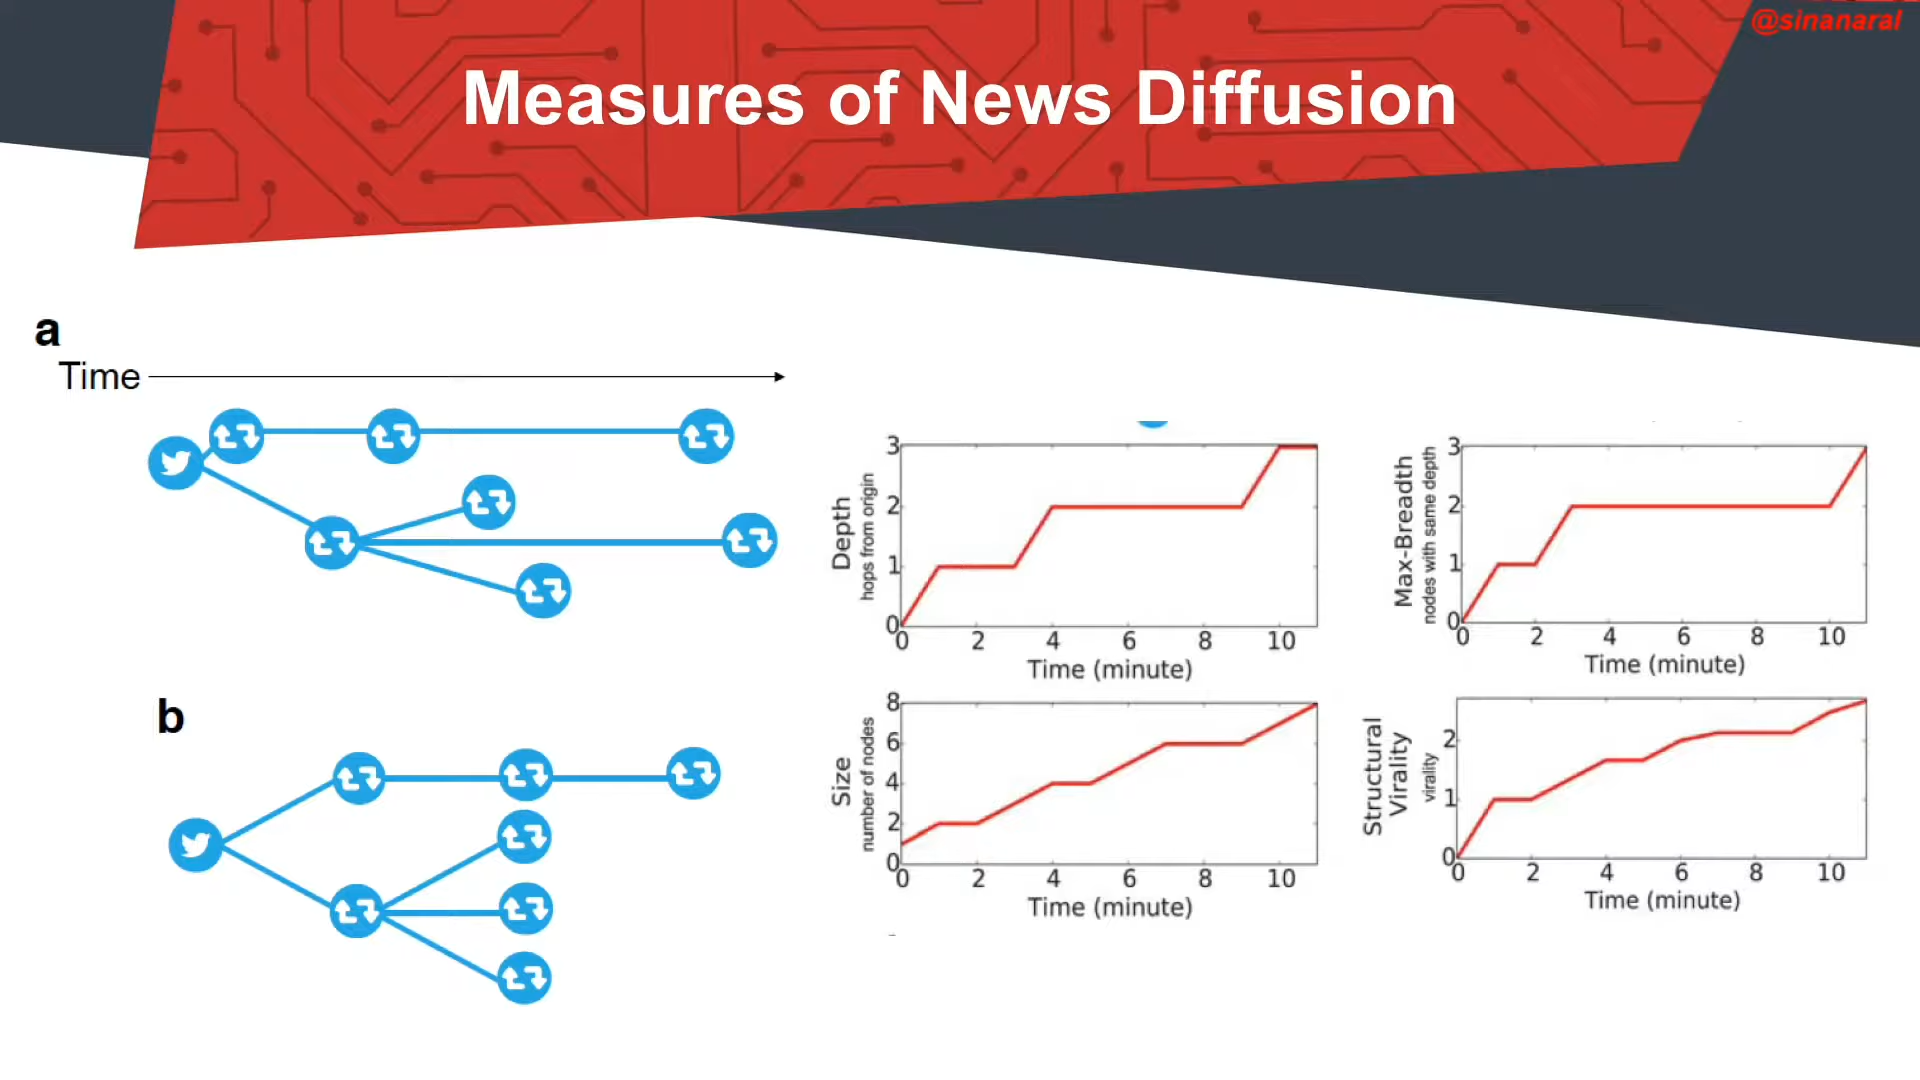 @sinanaral
Measures of News Diffusion
a
Time
b
Depth
hops from origin
3
2
1
0
0 2 4 6 8 10
Time (minute)
Max-Breadth
nodes with same depth
3
2
1
0
0 2 4 6 8 10
Time (minute)
Size
number of nodes
8
6
4
2
0
0 2 4 6 8 10
Time (minute)
Structural
Virality
virality
2
1
0
0 2 4 6 8 10
Time (minute)